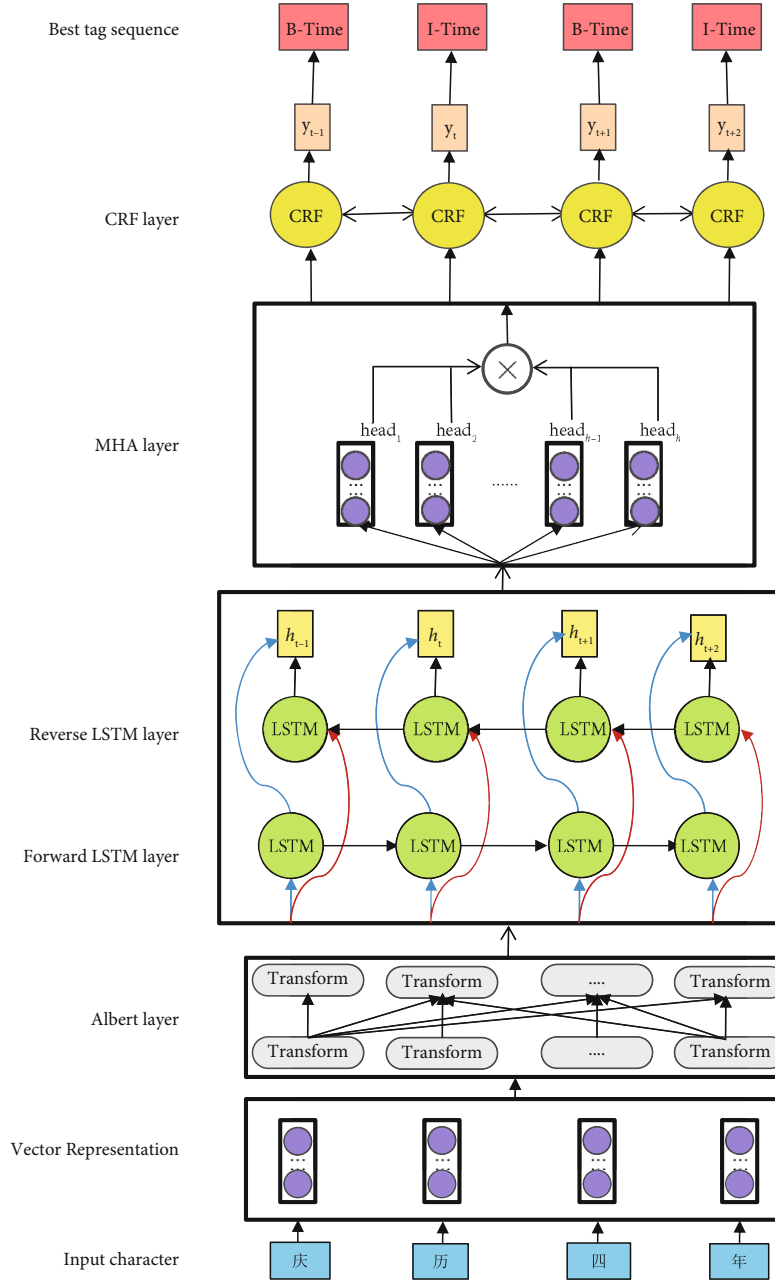 Best tag sequence B-Time I-Time B-Time I-Time
y_{t-1} y_t y_{t+1} y_{t+2}
CRF layer CRF CRF CRF CRF
×
MHA layer head_1 head_2 head_{h-1} head_h
... ... ...... ... ...
h_{t-1} h_t h_{t+1} h_{t+2}
Reverse LSTM layer LSTM LSTM LSTM LSTM
Forward LSTM layer LSTM LSTM LSTM LSTM
Transform Transform .... Transform
Albert layer
Transform Transform .... Transform
Vector Representation ... ... ... ...
Input character 庆 历 四 年